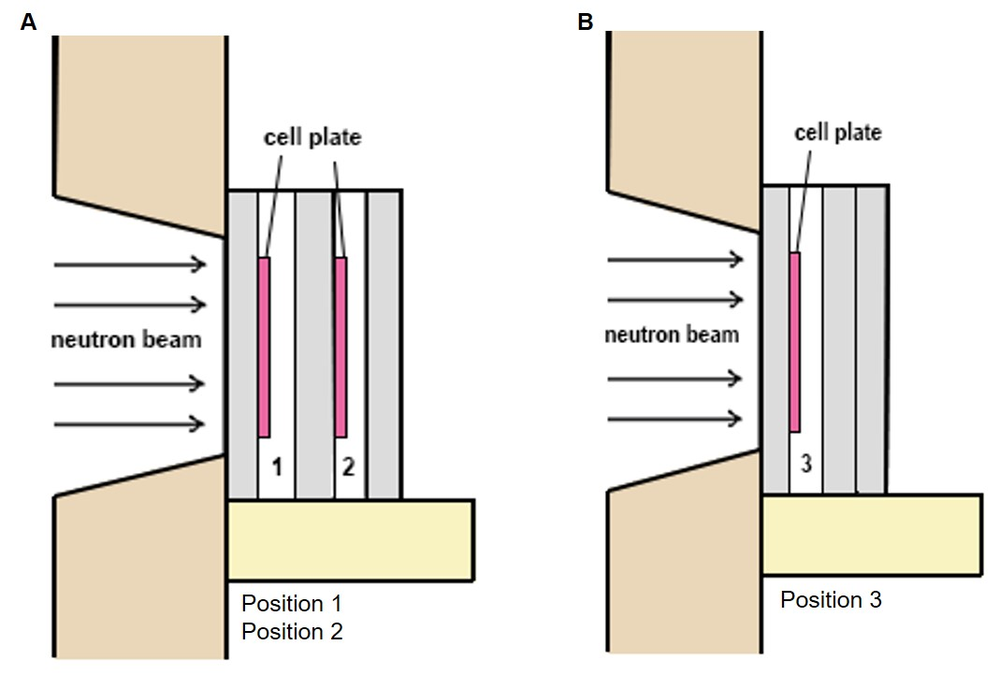 A
cell plate
neutron beam
1
2
Position 1
Position 2
B
cell plate
neutron beam
3
Position 3